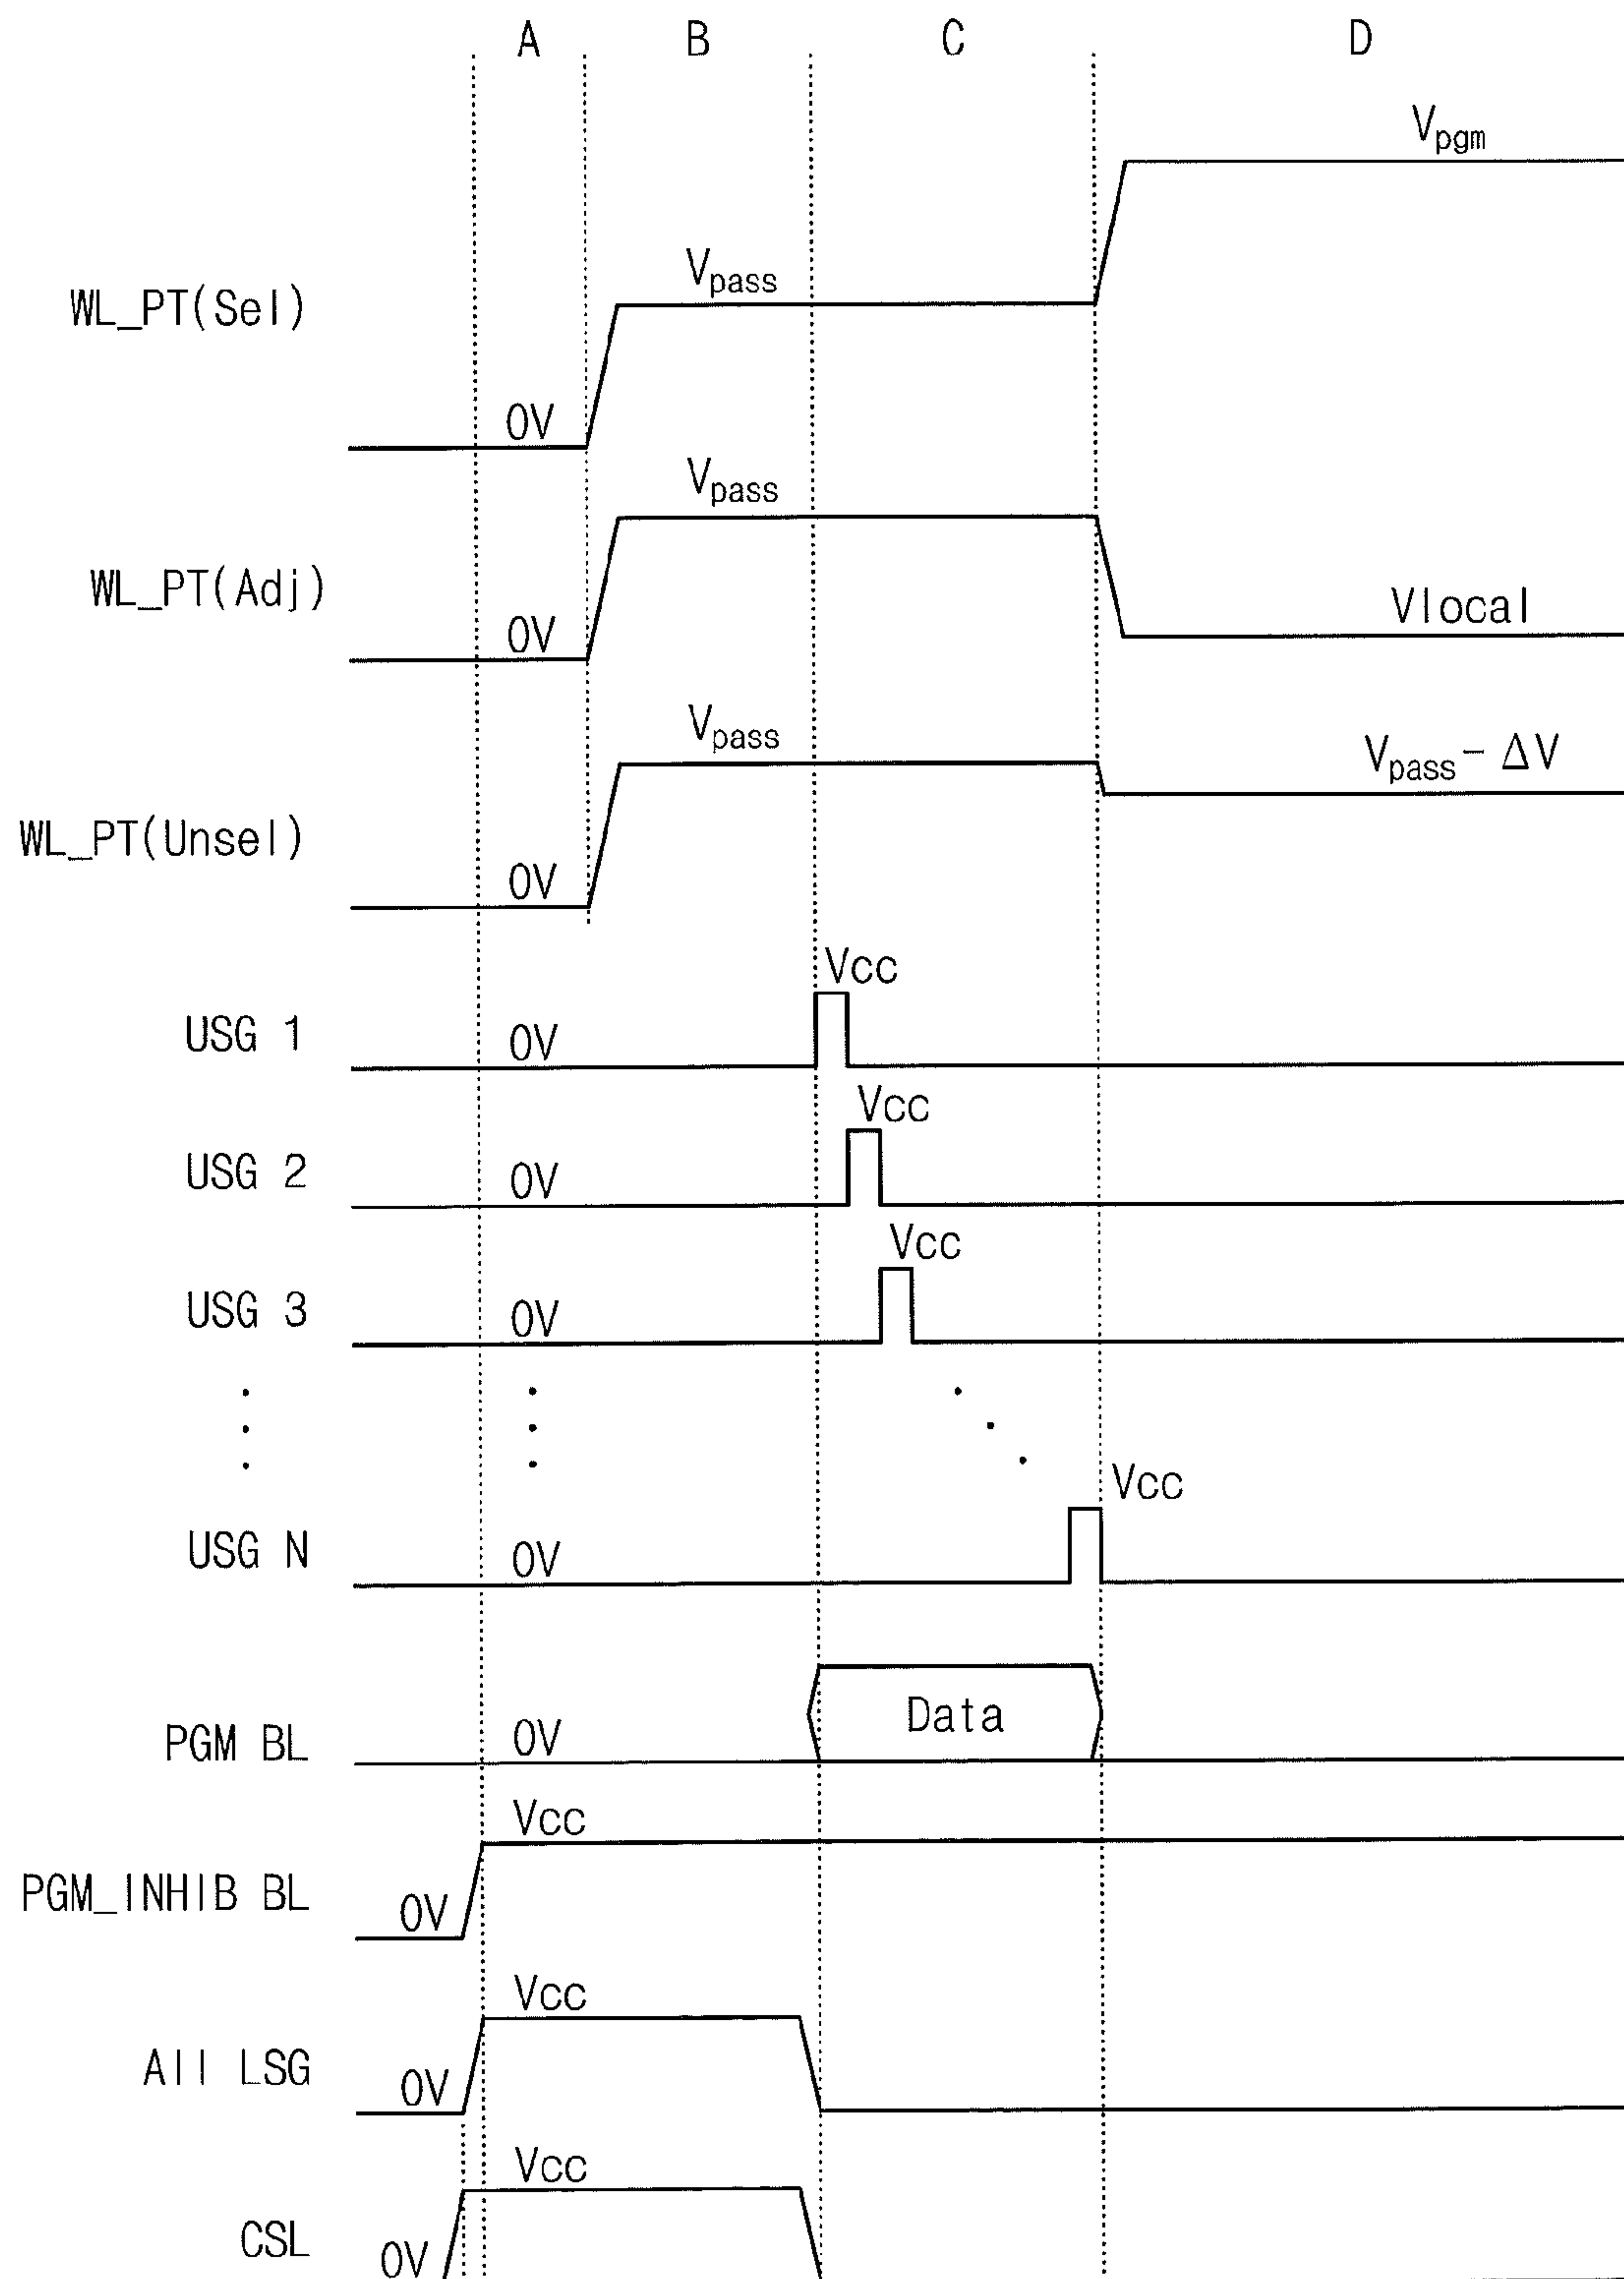 A B C D
Vpgm
Vpass
WL_PT(Sel)
0V
Vpass
WL_PT(Adj)
Vlocal
0V
Vpass
Vpass - ΔV
WL_PT(Unsel)
0V
Vcc
USG 1 0V
Vcc
USG 2 0V
Vcc
USG 3 0V
Vcc
USG N 0V
Data
PGM BL 0V
Vcc
PGM_INHIB BL 0V
Vcc
All LSG 0V
Vcc
CSL 0V